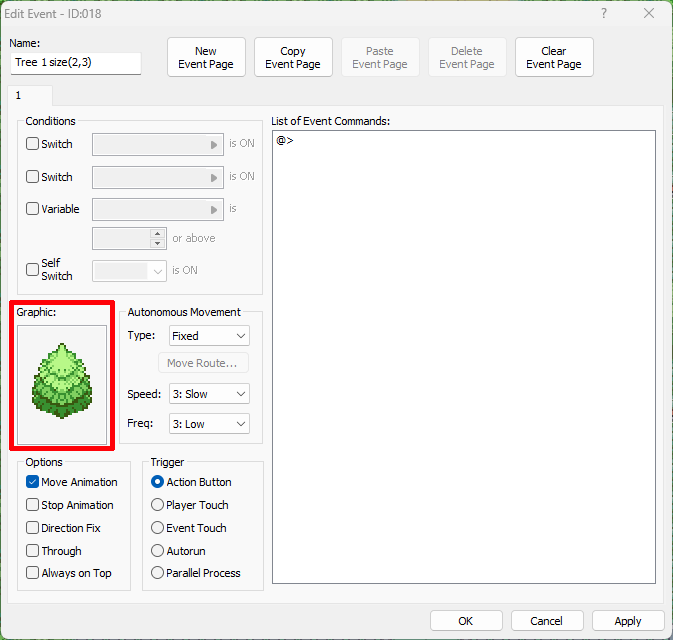 Edit Event - ID:018
?
Name:
Tree 1 size(2,3)
New
Event Page
Copy
Event Page
Paste
Event Page
Delete
Event Page
Clear
Event Page
1
Conditions
Switch
is ON
Switch
is ON
Variable
is
or above
Self
Switch
is ON
Graphic:
Autonomous Movement
Type:
Fixed
Move Route...
Speed:
3: Slow
Freq:
3: Low
Options
Move Animation
Stop Animation
Direction Fix
Through
Always on Top
Trigger
Action Button
Player Touch
Event Touch
Autorun
Parallel Process
List of Event Commands:
@>
OK
Cancel
Apply